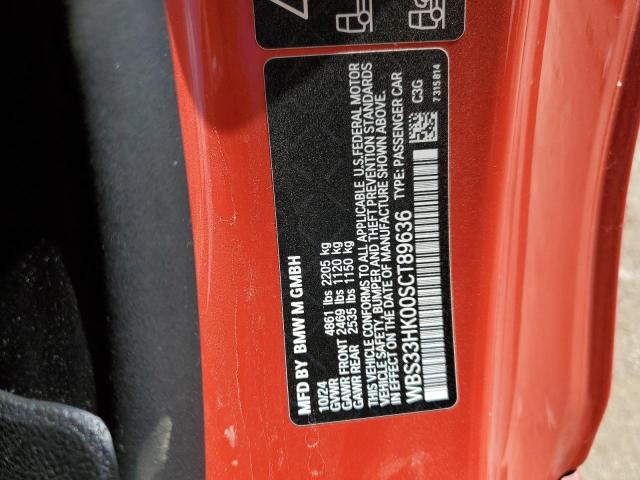 MFD BY BMW M GMBH
10/24
GVWR 4861 lbs 2205 kg
GAWR FRONT 2469 lbs 1120 kg
GAWR REAR 2535 lbs 1150 kg
THIS VEHICLE CONFORMS TO ALL APPLICABLE U.S.FEDERAL MOTOR
VEHICLE SAFETY, BUMPER AND THEFT PREVENTION STANDARDS
IN EFFECT ON DATE OF MANUFACTURE SHOWN ABOVE.
WBS33HK00SCT89636 TYPE: PASSENGER CAR
C3G
7 315 814